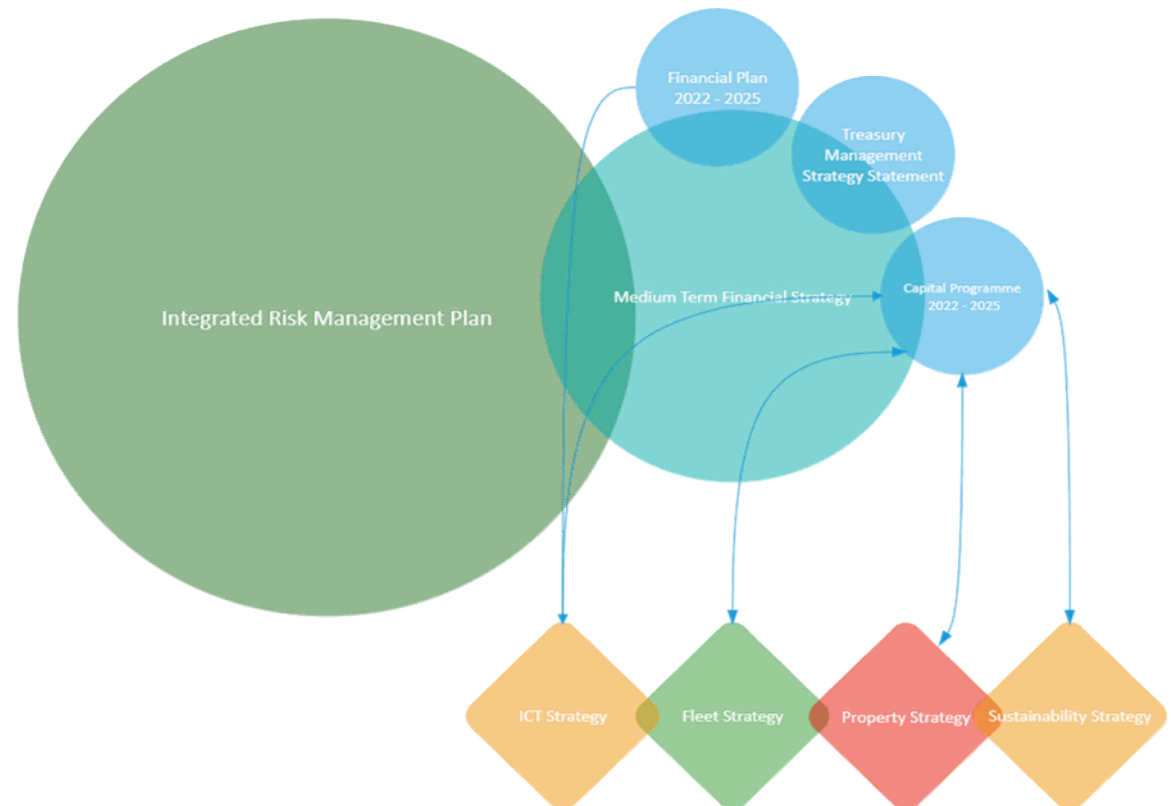 Financial Plan
2022 - 2025
Treasury
Management
Strategy Statement
Integrated Risk Management Plan
Medium Term Financial Strategy
Capital Programme
2022 - 2025
ICT Strategy
Fleet Strategy
Property Strategy
Sustainability Strategy